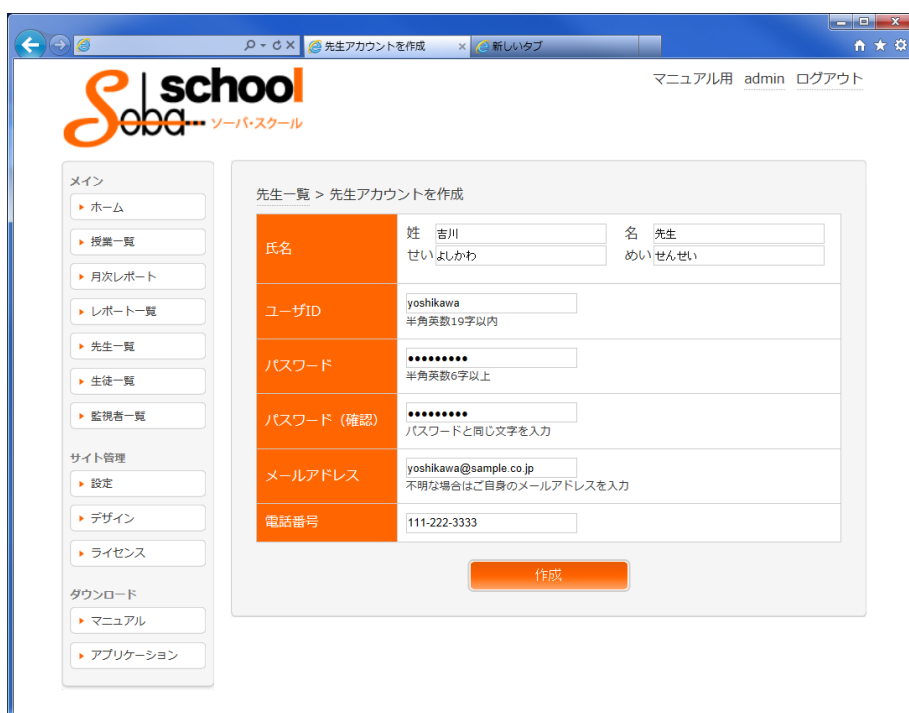 先生アカウントを作成 新しいタブ
school
Soba
ソーバ・スクール
マニュアル用 admin ログアウト
メイン
ホーム
授業一覧
月次レポート
レポート一覧
先生一覧
生徒一覧
監視者一覧
サイト管理
設定
デザイン
ライセンス
ダウンロード
マニュアル
アプリケーション
先生一覧 > 先生アカウントを作成
氏名
姓 吉川 名 先生
せい よしかわ めい せんせい
ユーザID
yoshikawa
半角英数19字以内
パスワード
•••••••••
半角英数6字以上
パスワード（確認）
•••••••••
パスワードと同じ文字を入力
メールアドレス
yoshikawa@sample.co.jp
不明な場合はご自身のメールアドレスを入力
電話番号
111-222-3333
作成